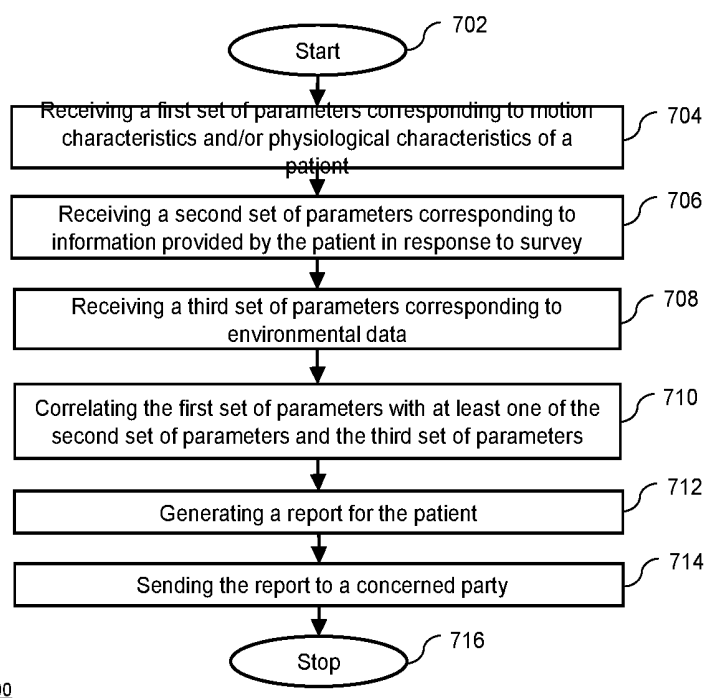 Start
702
Receiving a first set of parameters corresponding to motion
characteristics and/or physiological characteristics of a
patient
704
Receiving a second set of parameters corresponding to
information provided by the patient in response to survey
706
Receiving a third set of parameters corresponding to
environmental data
708
Correlating the first set of parameters with at least one of the
second set of parameters and the third set of parameters
710
Generating a report for the patient
712
Sending the report to a concerned party
714
Stop
716